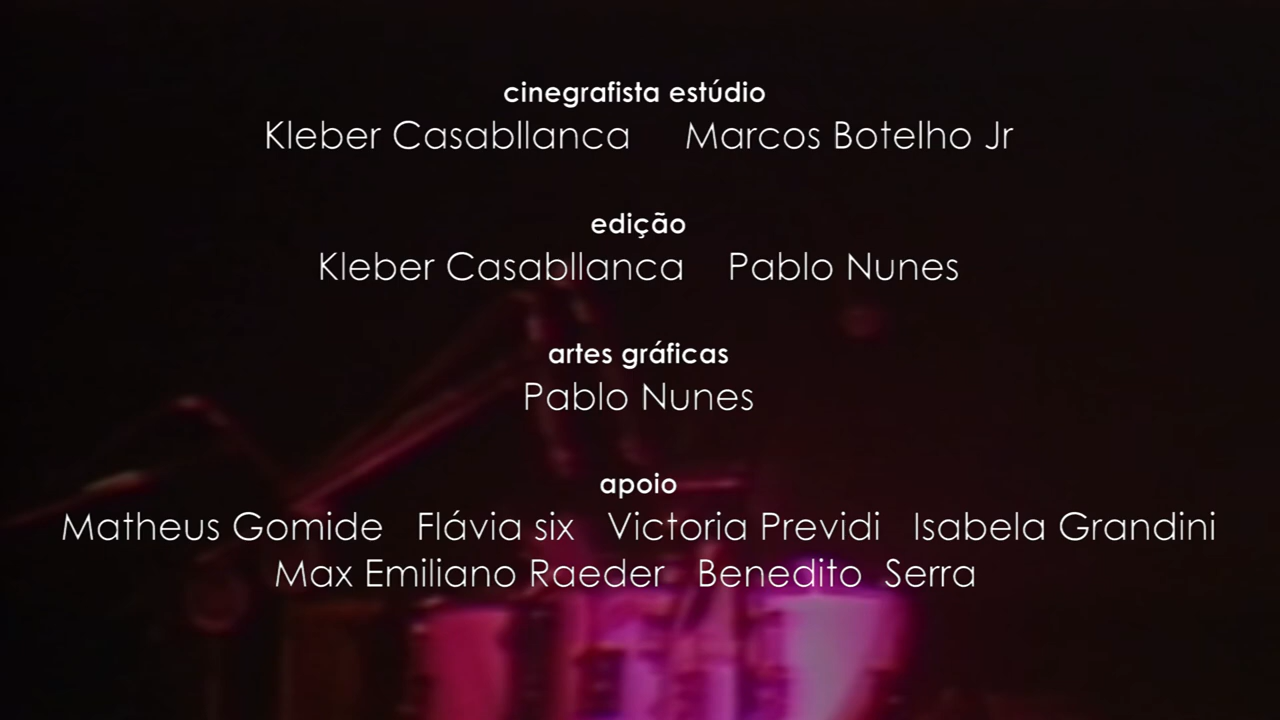 cinegrafista estúdio
Kleber Casabllanca Marcos Botelho Jr
edição
Kleber Casabllanca Pablo Nunes
artes gráficas
Pablo Nunes
apoio
Matheus Gomide Flávia six Victoria Previdi Isabela Grandini
Max Emiliano Raeder Benedito Serra